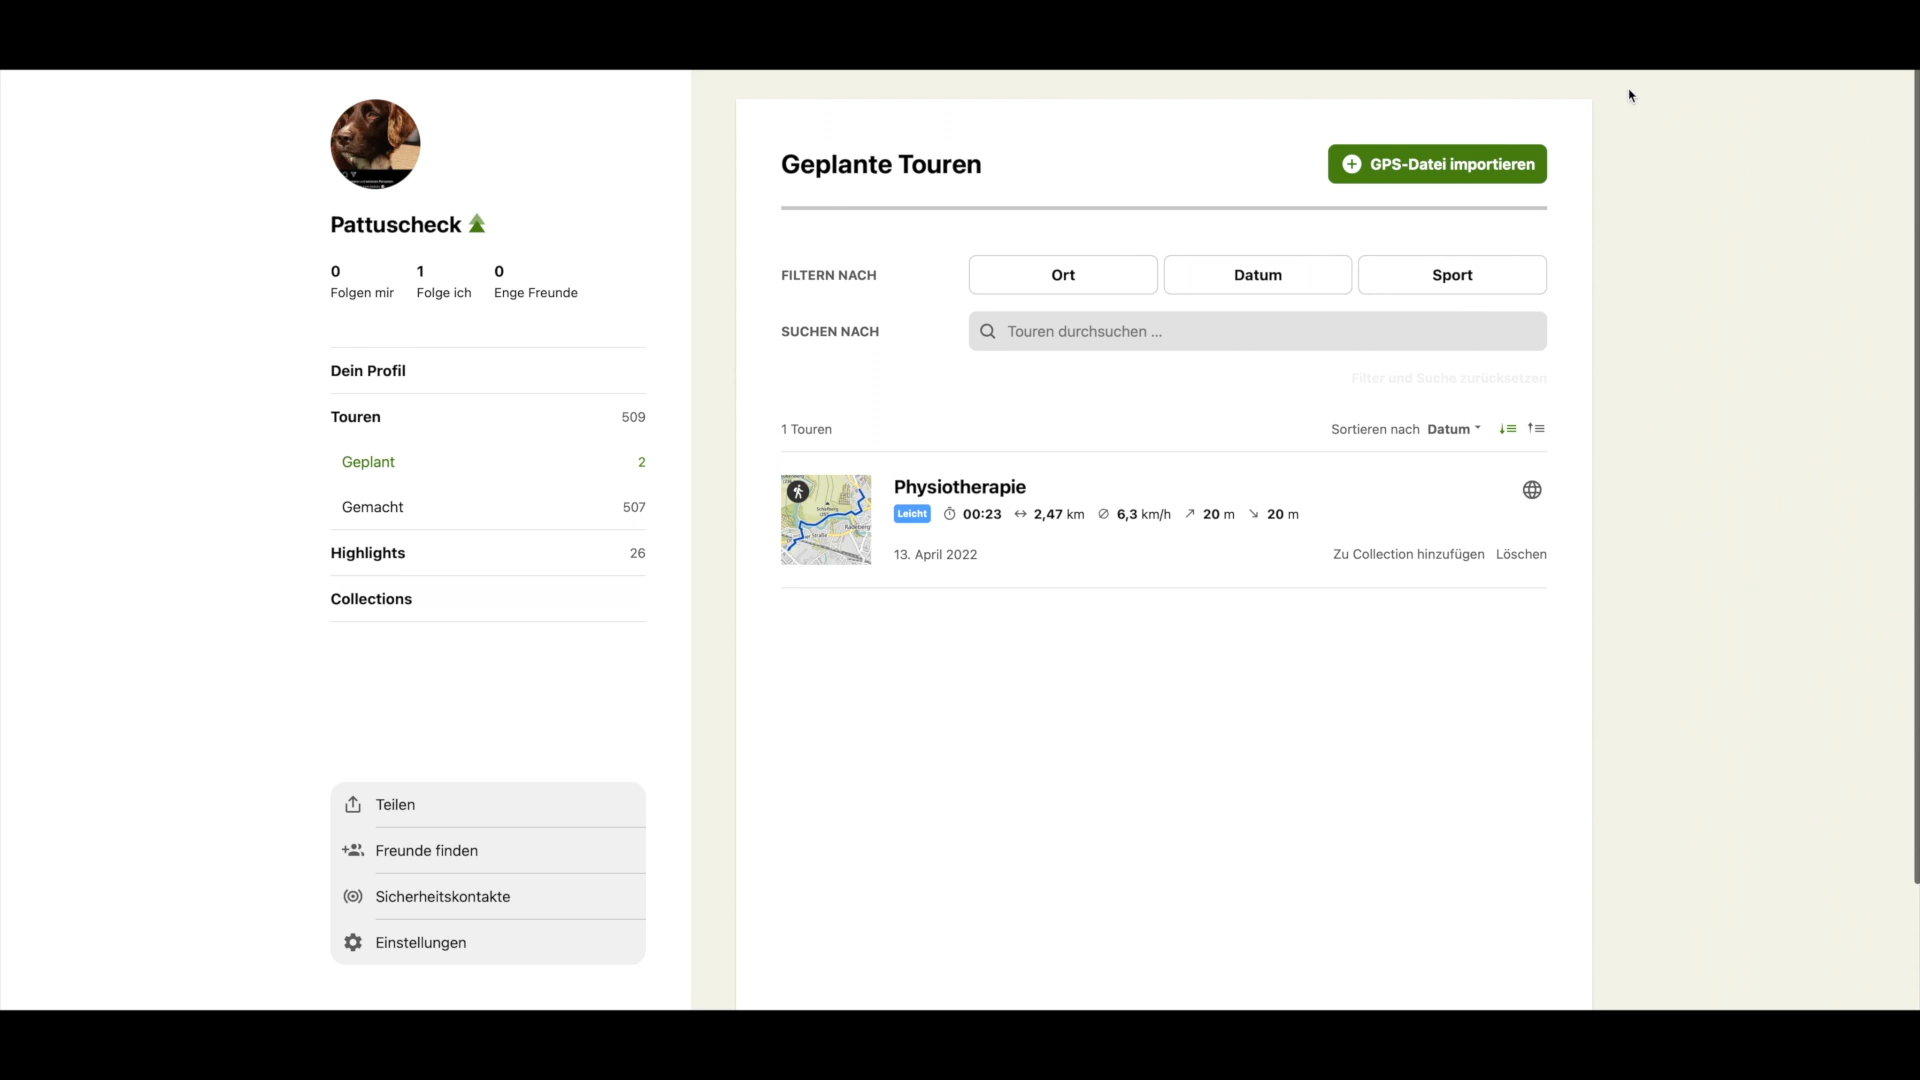 Pattuscheck
0 1 0
Folgen mir Folge ich Enge Freunde
Dein Profil
Touren 509
Geplant 2
Gemacht 507
Highlights 26
Collections
Teilen
Freunde finden
Sicherheitskontakte
Einstellungen
Geplante Touren
GPS-Datei importieren
FILTERN NACH Ort Datum Sport
SUCHEN NACH Touren durchsuchen ...
Filter und Suche zurücksetzen
1 Touren Sortieren nach Datum
Physiotherapie
Leicht 00:23 2,47 km 6,3 km/h 20 m 20 m
13. April 2022 Zu Collection hinzufügen Löschen